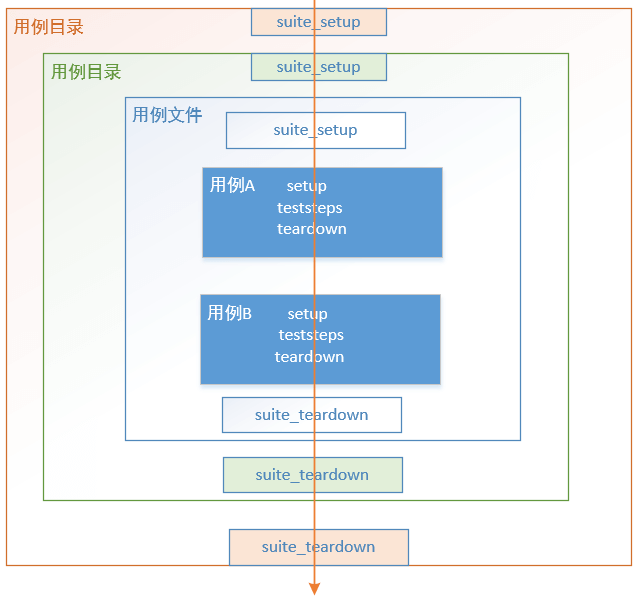 suite_setup
用例目录
suite_setup
用例目录
用例文件
suite_setup
用例A setup
teststeps
teardown
用例B setup
teststeps
teardown
suite_teardown
suite_teardown
suite_teardown